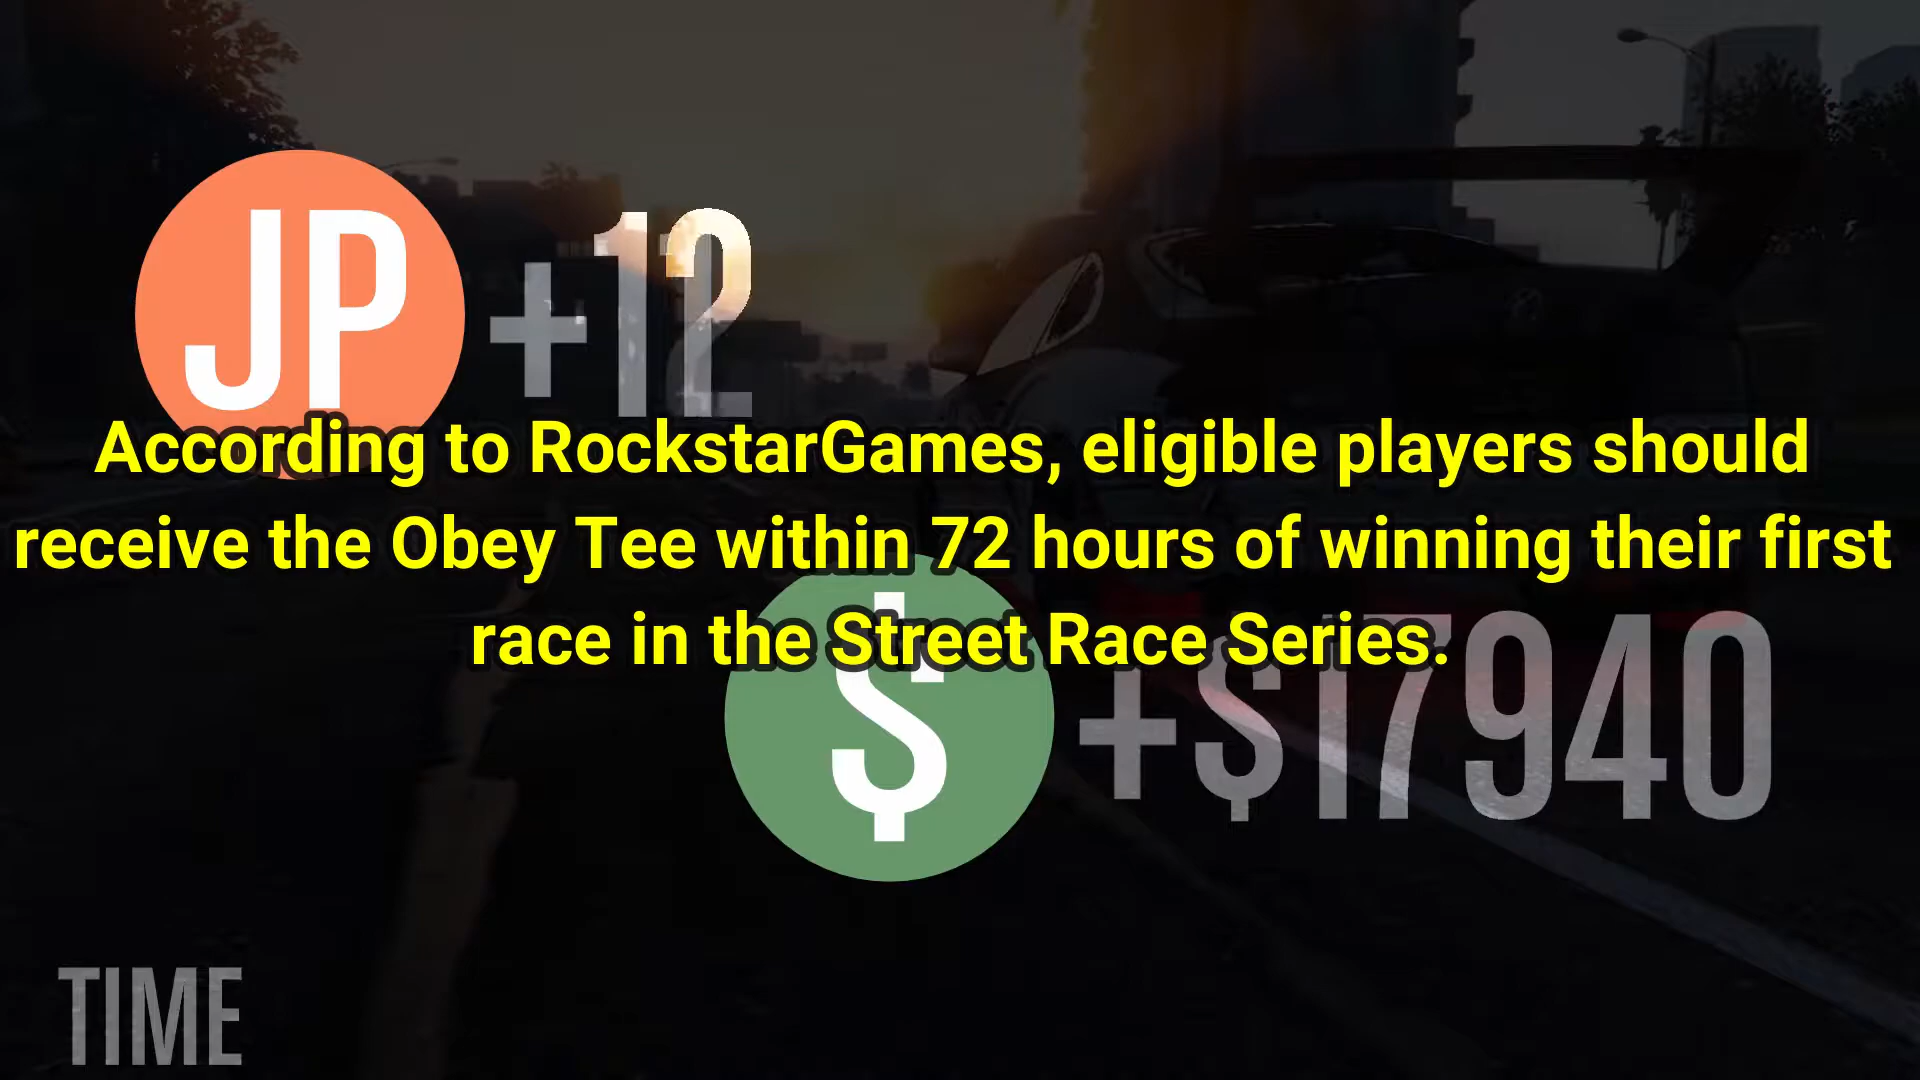 JP +12
According to RockstarGames, eligible players should
receive the Obey Tee within 72 hours of winning their first
race in the Street Race Series.
$ +$17940
TIME